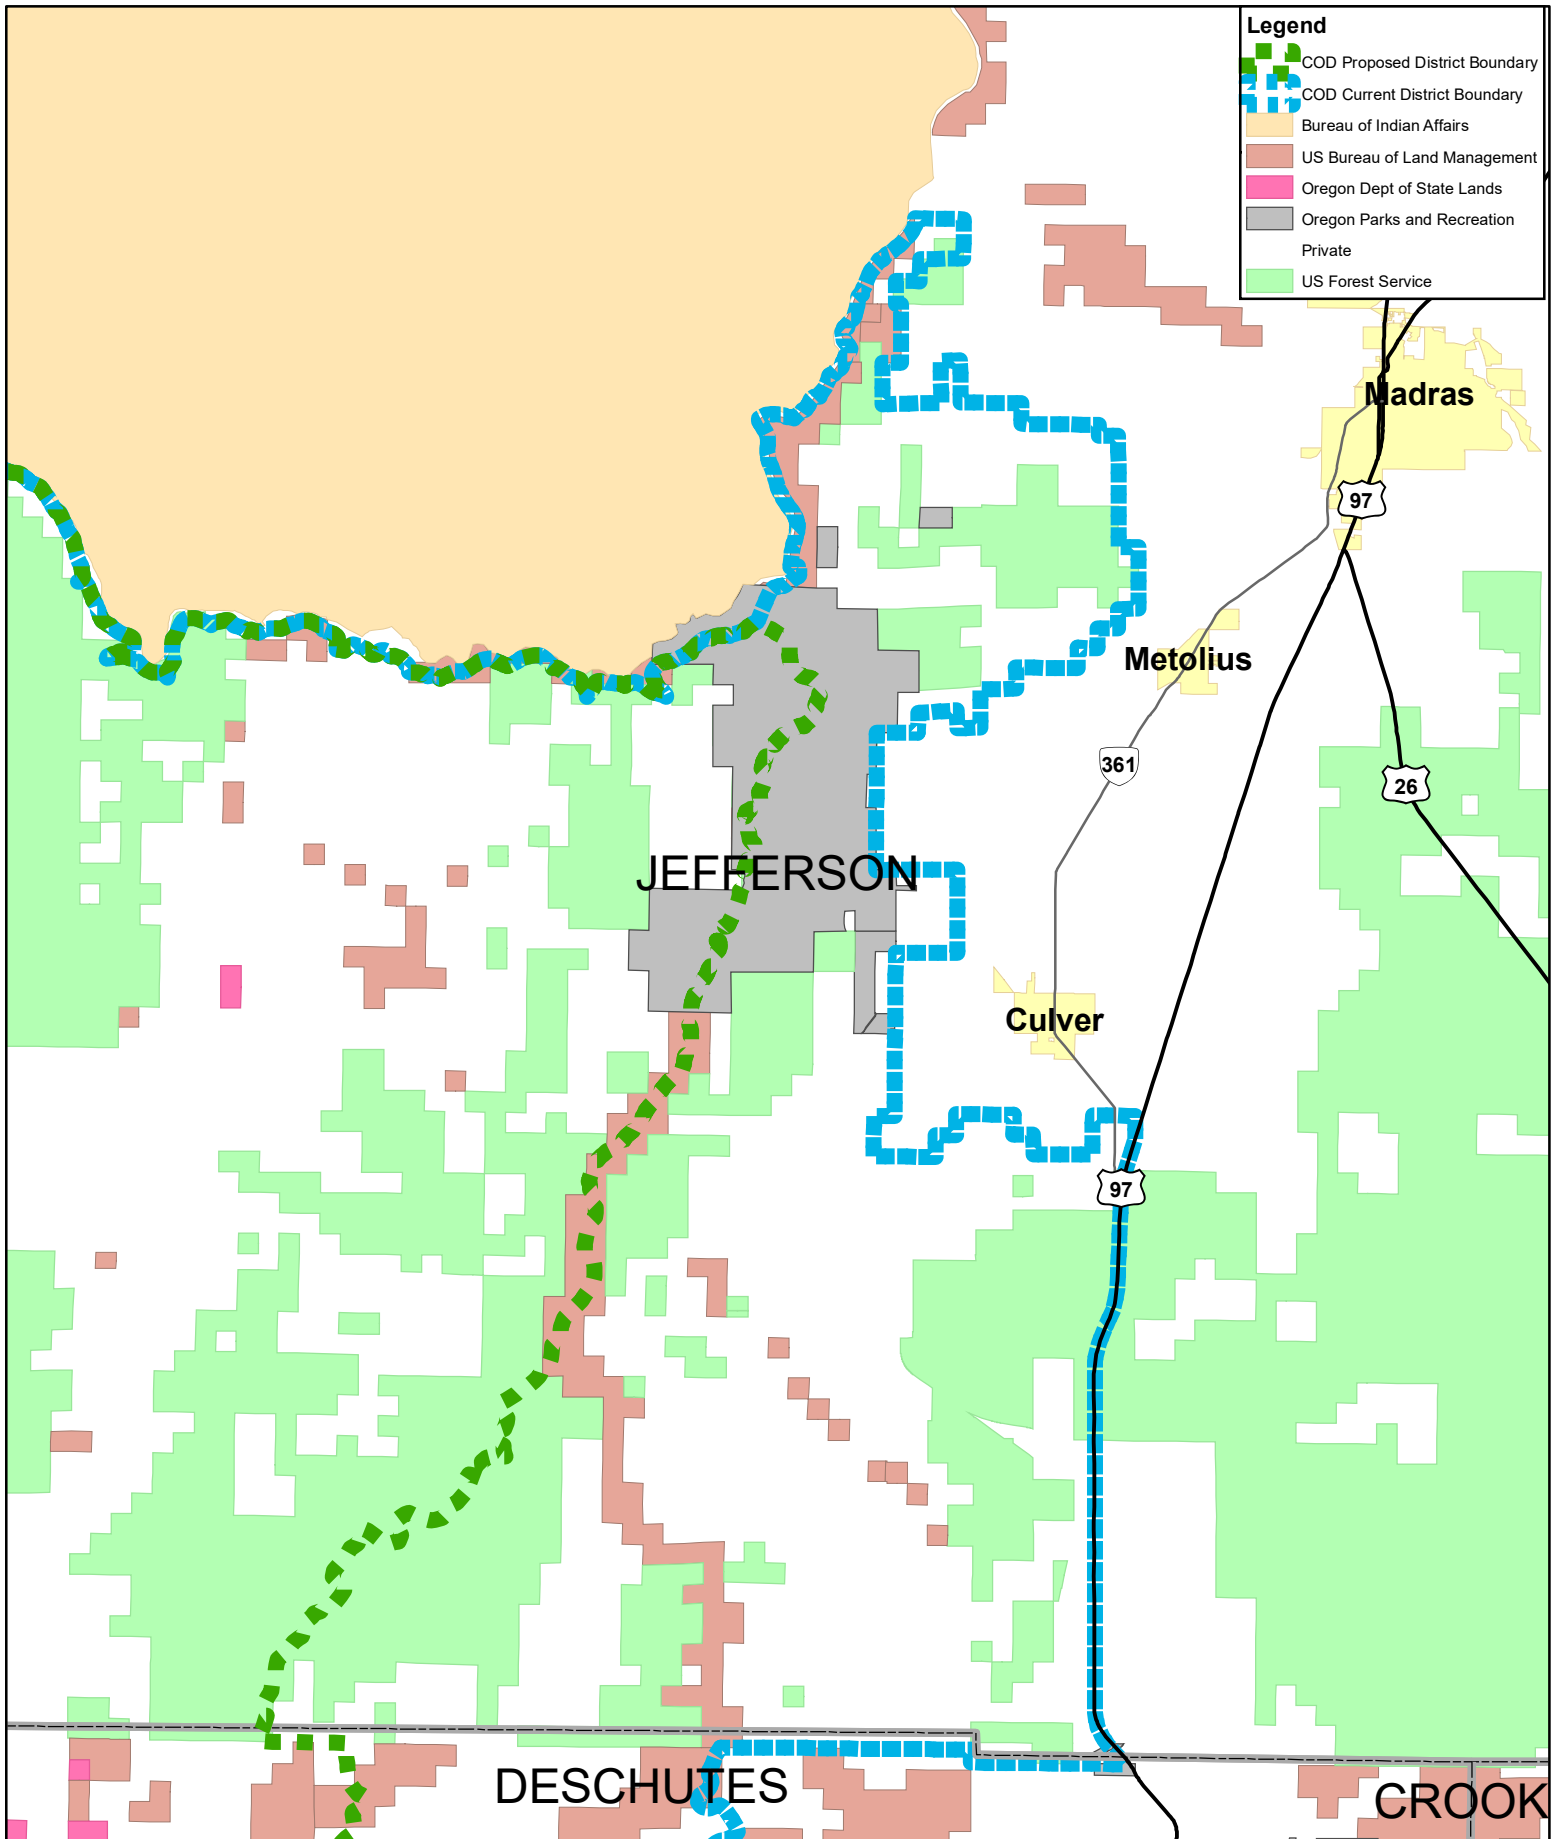 Legend
COD Proposed District Boundary
COD Current District Boundary
Bureau of Indian Affairs
US Bureau of Land Management
Oregon Dept of State Lands
Oregon Parks and Recreation
Private
US Forest Service
Madras
97
Metolius
361
26
JEFFERSON
Culver
97
DESCHUTES
CROOK